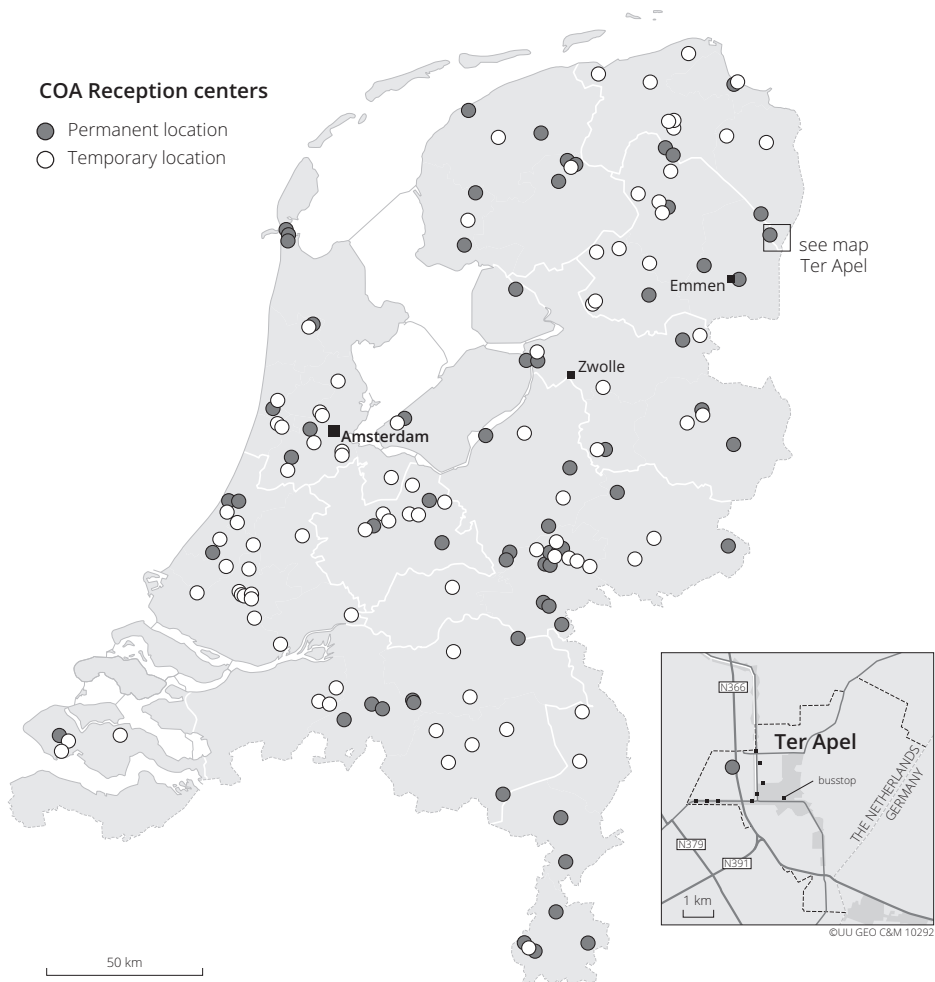 COA Reception centers
Permanent location
Temporary location
see map
Ter Apel
Emmen
Zwolle
Amsterdam
50 km
N366
Ter Apel
busstop
THE NETHERLANDS
GERMANY
N379
N391
1 km
©UU GEO C&M 10292